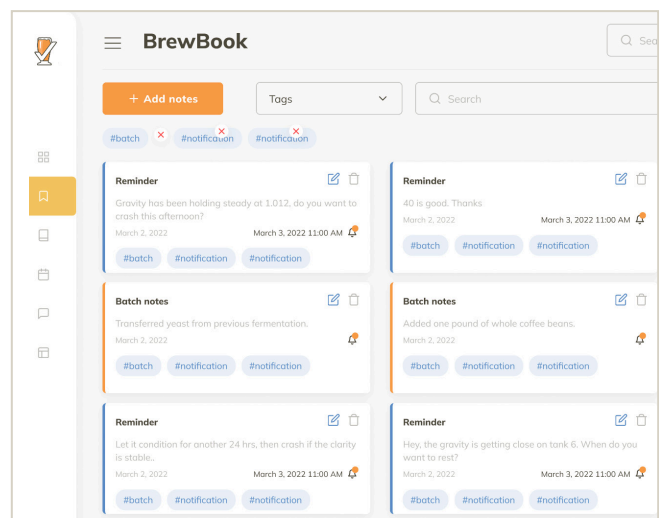 BrewBook
Sea
+ Add notes
Tags
Search
#batch #notification #notification
Reminder
Gravity has been holding steady at 1.012, do you want to
crash this afternoon?
March 2, 2022
March 3, 2022 11:00 AM
#batch #notification #notification
Reminder
40 is good. Thanks
March 2, 2022
March 3, 2022 11:00 AM
#batch #notification #notification
Batch notes
Transferred yeast from previous fermentation.
March 2, 2022
#batch #notification #notification
Batch notes
Added one pound of whole coffee beans.
March 2, 2022
#batch #notification #notification
Reminder
Let it condition for another 24 hrs, then crash if the clarity
is stable..
March 2, 2022
March 3, 2022 11:00 AM
#batch #notification #notification
Reminder
Hey, the gravity is getting close on tank 6. When do you
want to rest?
March 2, 2022
March 3, 2022 11:00 AM
#batch #notification #notification